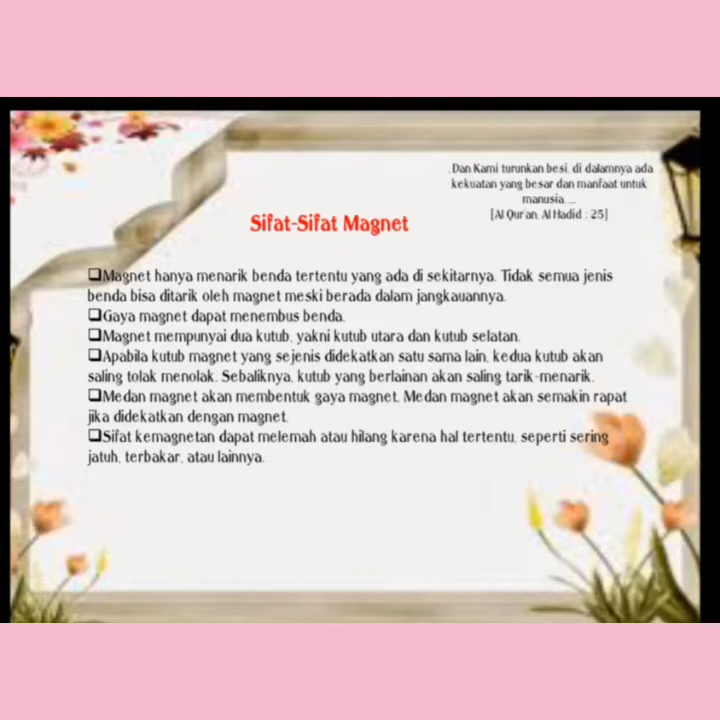 Dan Kami turunkan besi, di dalamnya ada
kekuatan yang besar dan manfaat untuk
manusia ....
[Al Qur'an, Al Hadid : 25]
Sifat-Sifat Magnet
❑Magnet hanya menarik benda tertentu yang ada di sekitarnya. Tidak semua jenis
benda bisa ditarik oleh magnet meski berada dalam jangkauannya.
❑Gaya magnet dapat menembus benda.
❑Magnet mempunyai dua kutub, yakni kutub utara dan kutub selatan.
❑Apabila kutub magnet yang sejenis didekatkan satu sama lain, kedua kutub akan
saling tolak menolak. Sebaliknya, kutub yang berlainan akan saling tarik-menarik.
❑Medan magnet akan membentuk gaya magnet. Medan magnet akan semakin rapat
jika didekatkan dengan magnet.
❑Sifat kemagnetan dapat melemah atau hilang karena hal tertentu, seperti sering
jatuh, terbakar, atau lainnya.